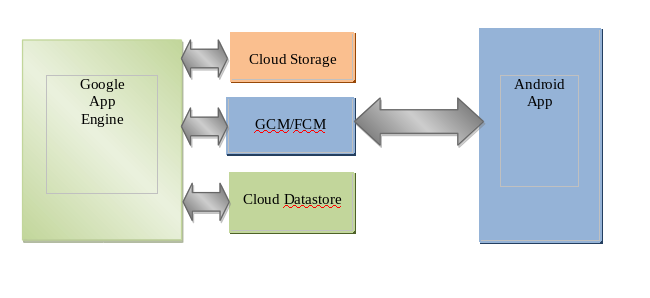 Google
App
Engine
Cloud Storage
GCM/FCM
Cloud Datastore
Android
App